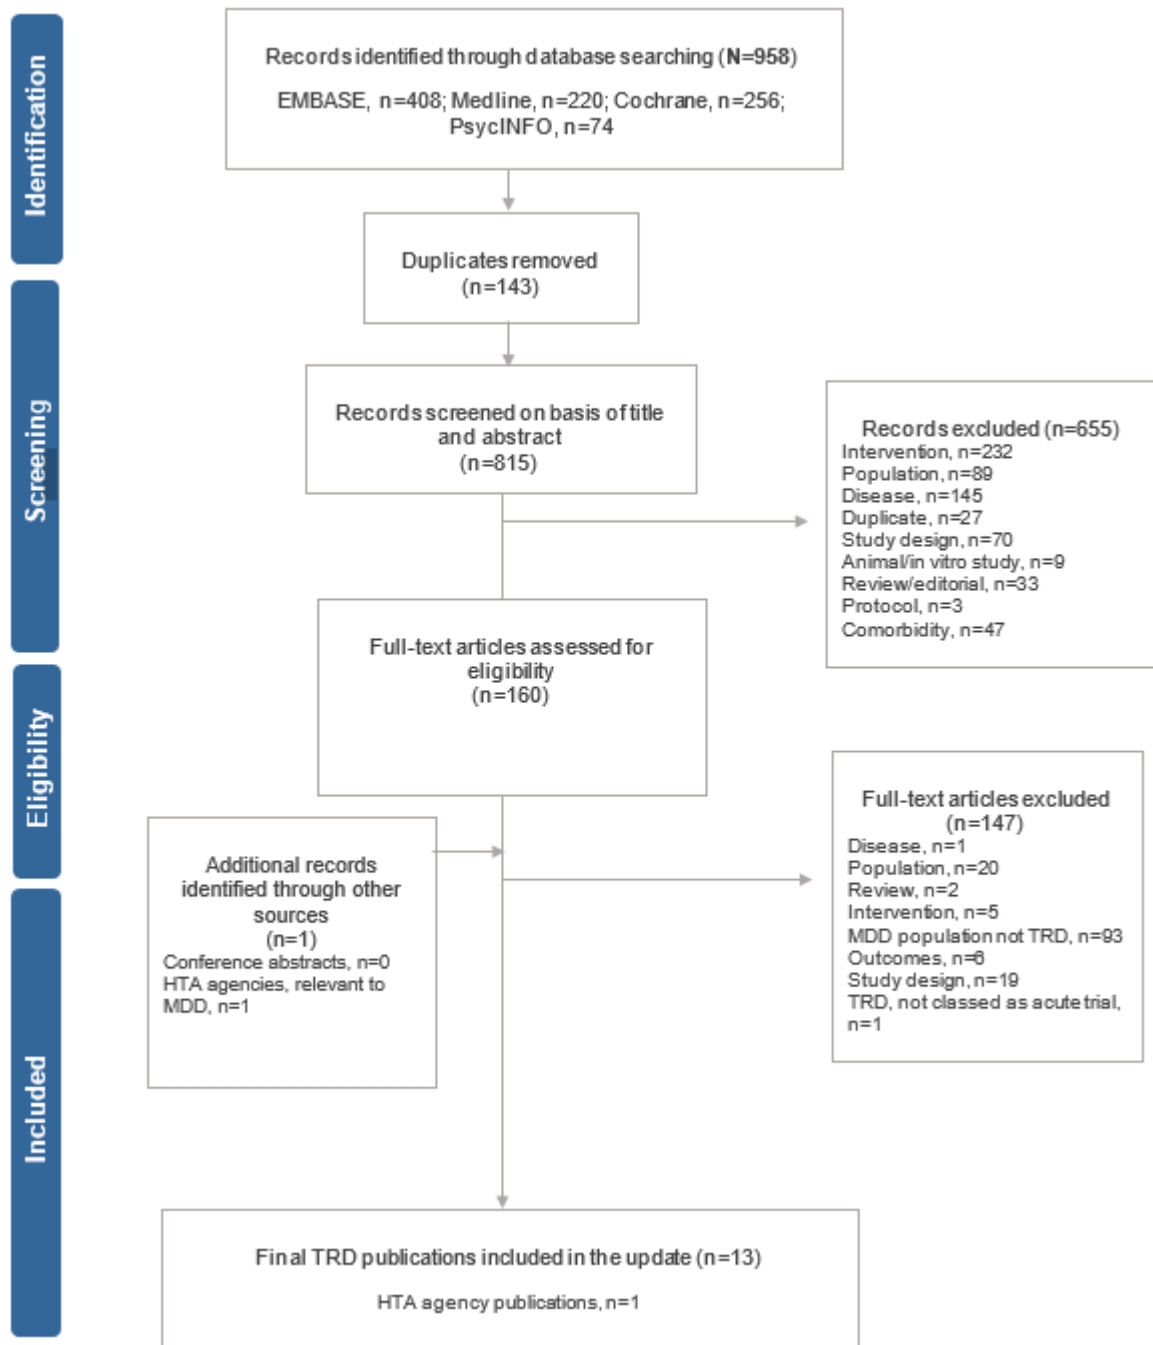 Identification
Records identified through database searching (N=958)
EMBASE, n=408; Medline, n=220; Cochrane, n=256;
PsycINFO, n=74
Duplicates removed
(n=143)
Screening
Records screened on basis of title
and abstract
(n=815)
Records excluded (n=655)
Intervention, n=232
Population, n=89
Disease, n=145
Duplicate, n=27
Study design, n=70
Animal/in vitro study, n=9
Review/editorial, n=33
Protocol, n=3
Comorbidity, n=47
Full-text articles assessed for
eligibility
(n=160)
Eligibility
Full-text articles excluded
(n=147)
Disease, n=1
Population, n=20
Review, n=2
Intervention, n=5
MDD population not TRD, n=93
Outcomes, n=6
Study design, n=19
TRD, not classed as acute trial,
n=1
Additional records
identified through other
sources
(n=1)
Conference abstracts, n=0
HTA agencies, relevant to
MDD, n=1
Included
Final TRD publications included in the update (n=13)
HTA agency publications, n=1